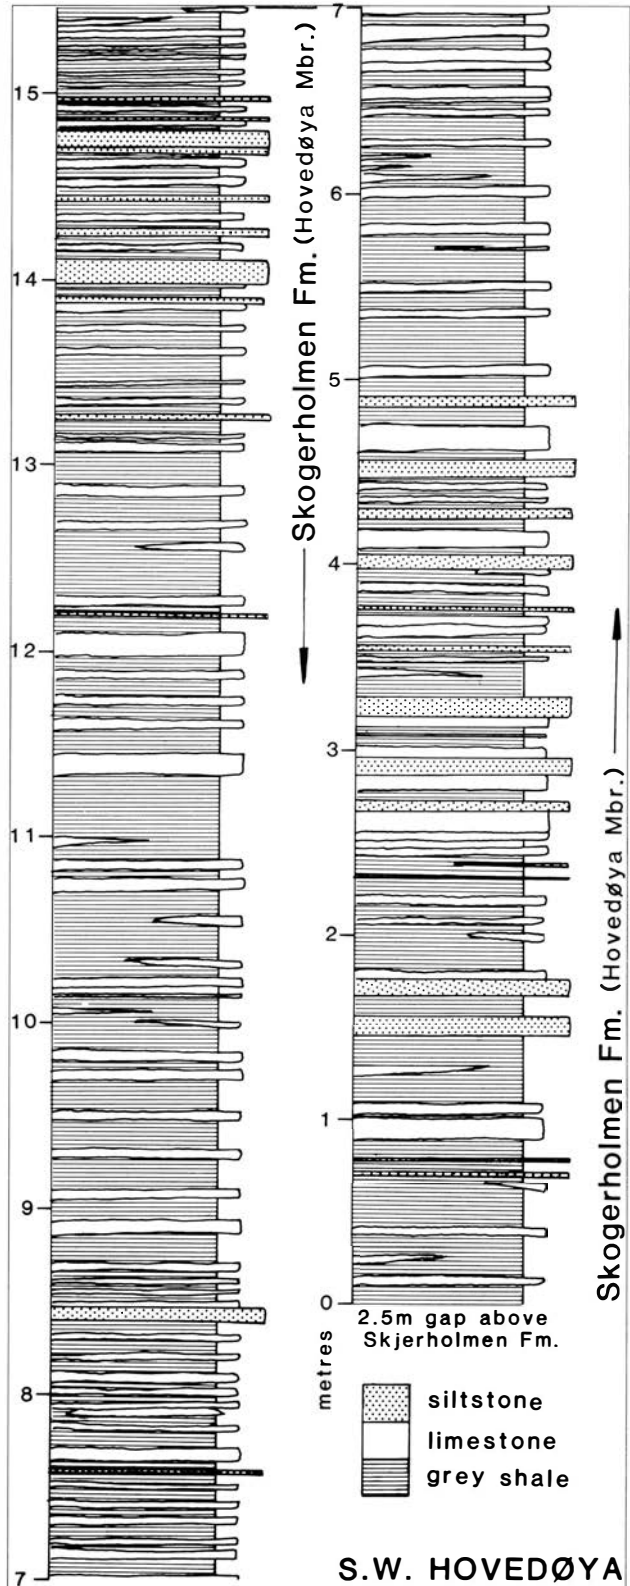 15
14
13
12
11
10
9
8
7
Skogerholmen Fm. (Hovedøya Mbr.)
7
6
5
4
3
2
1
0
metres
Skogerholmen Fm. (Hovedøya Mbr.)
2.5m gap above
Skjerholmen Fm.
siltstone
limestone
grey shale
S.W. HOVEDØYA